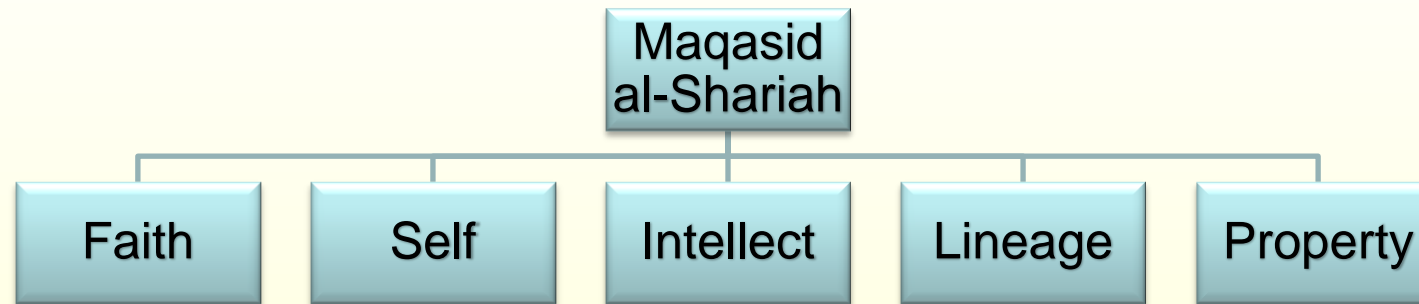 Maqasid
al-Shariah
Faith
Self
Intellect
Lineage
Property